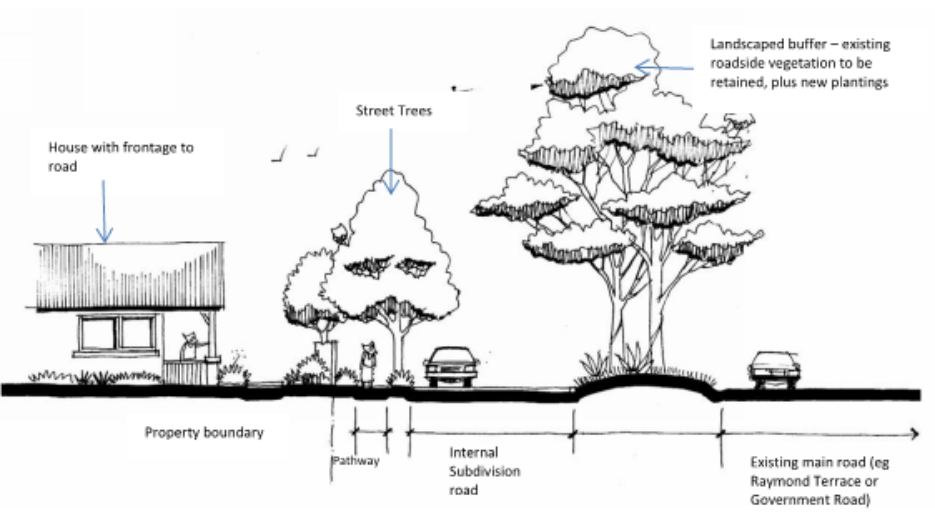 Landscaped buffer – existing
roadside vegetation to be
retained, plus new plantings
Street Trees
House with frontage to
road
Property boundary
Pathway
Internal
Subdivision
road
Existing main road (eg
Raymond Terrace or
Government Road)